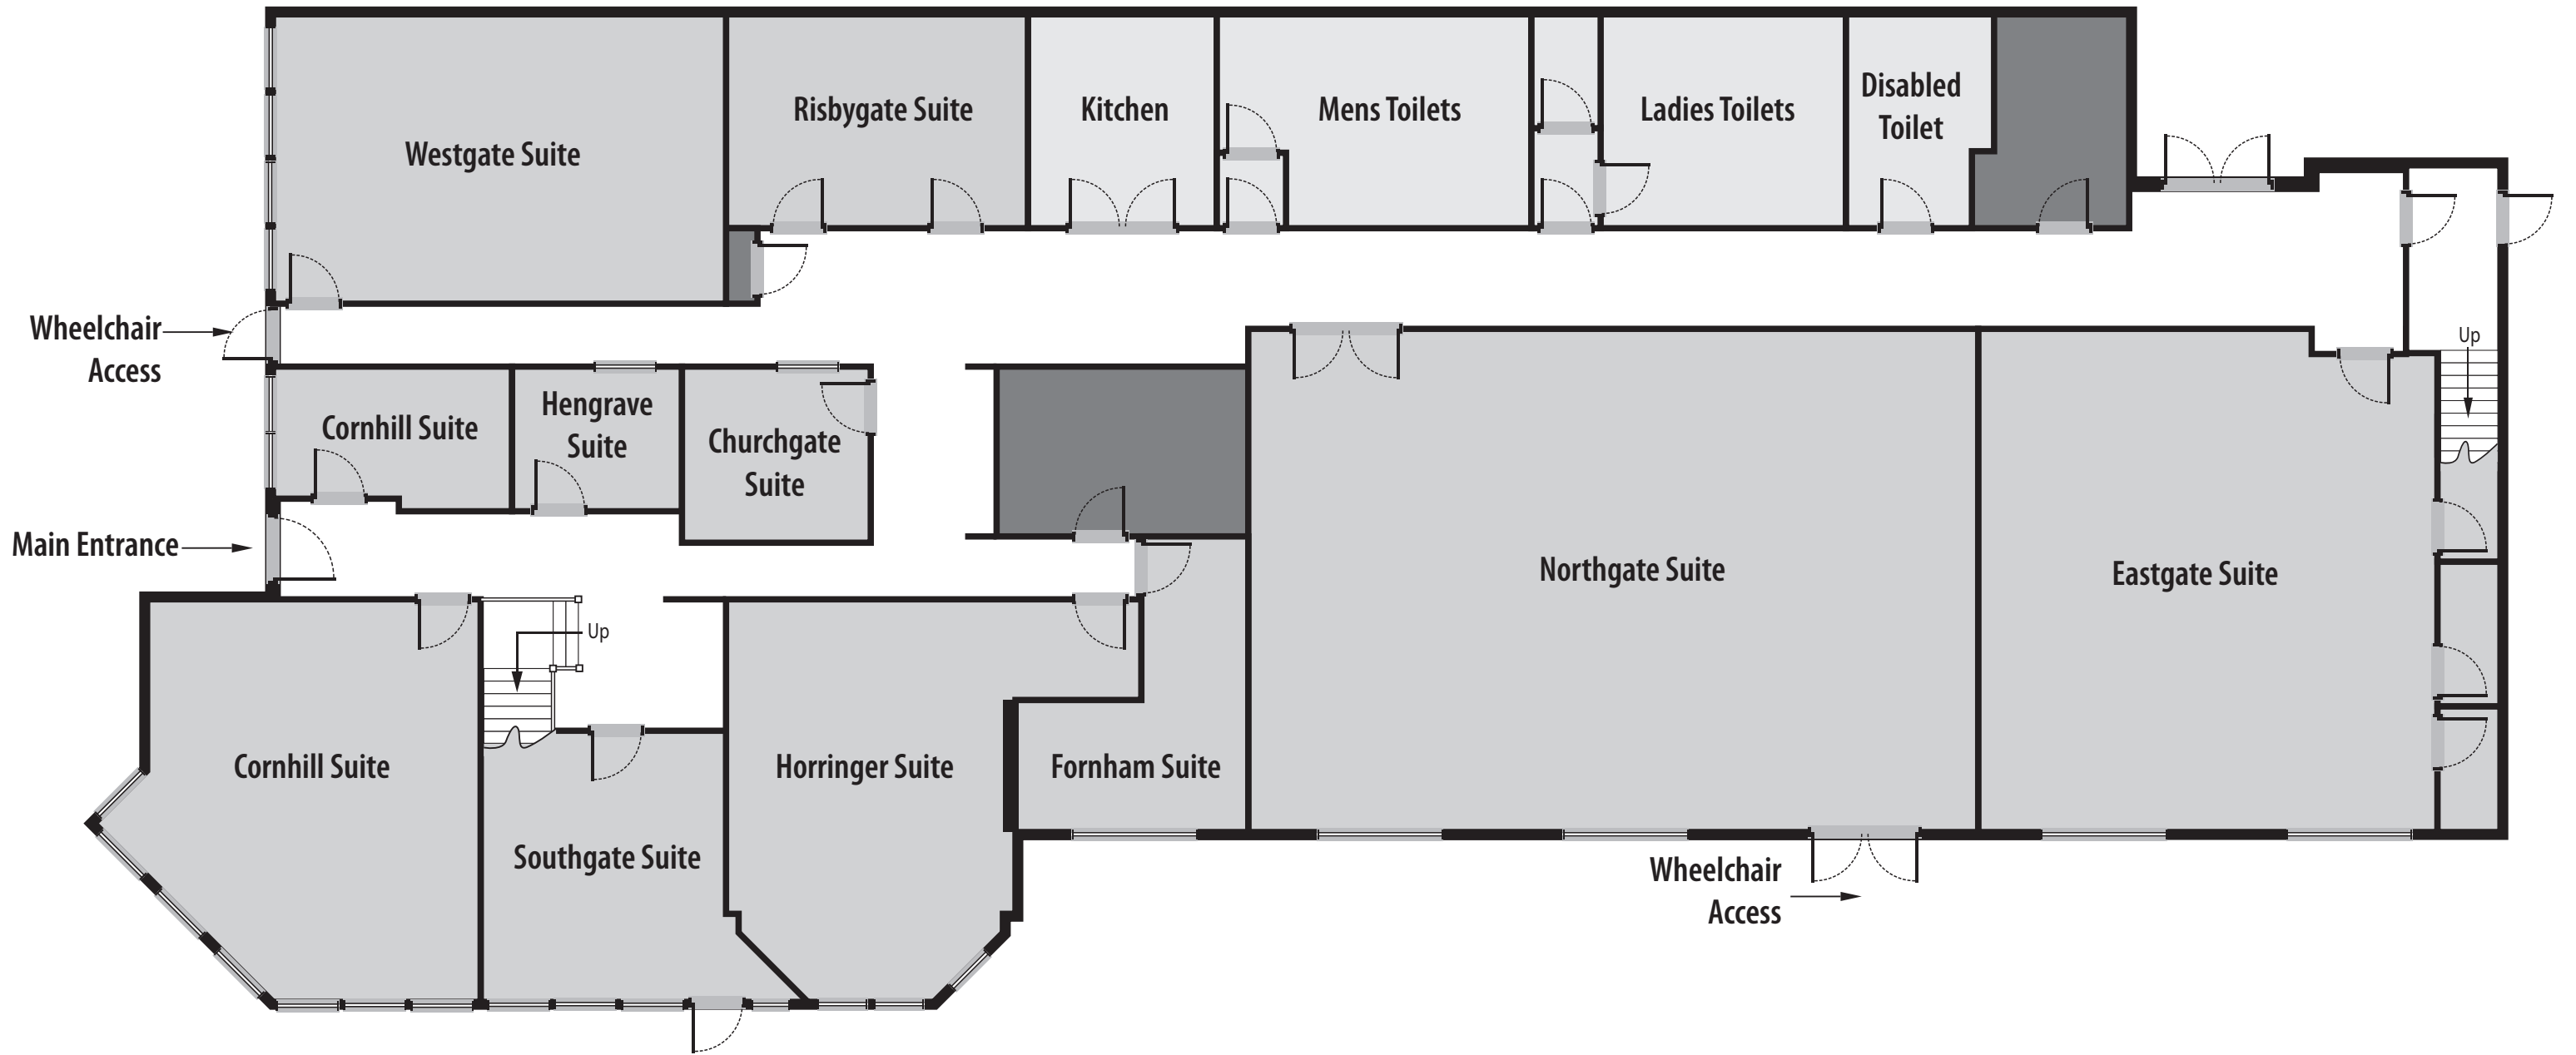 Westgate Suite
Risbygate Suite
Kitchen
Mens Toilets
Ladies Toilets
Disabled
Toilet
Wheelchair
Access
Up
Cornhill Suite
Hengrave
Suite
Churchgate
Suite
Main Entrance
Northgate Suite
Eastgate Suite
Up
Cornhill Suite
Southgate Suite
Horringer Suite
Fornham Suite
Wheelchair
Access